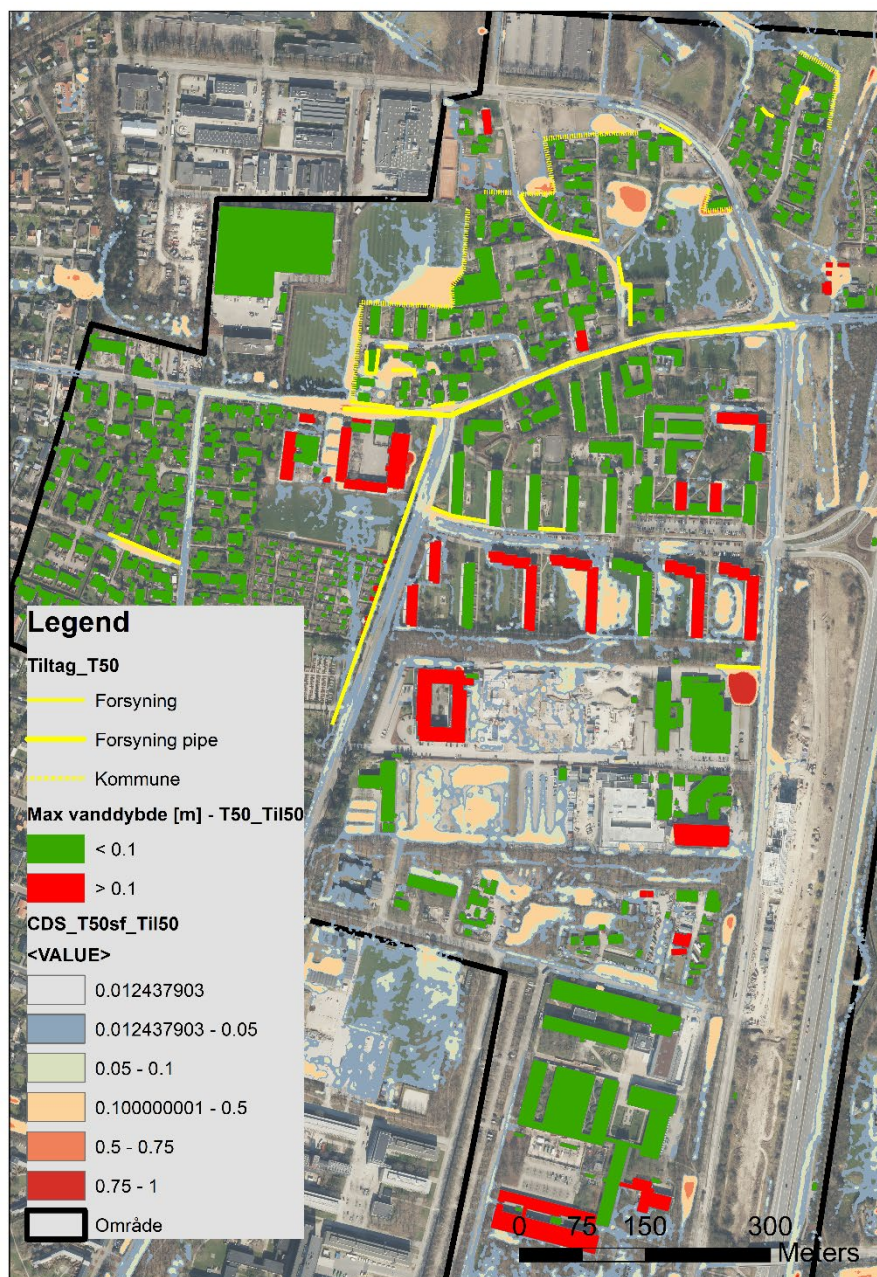 Legend
Tiltag_T50
Forsyning
Forsyning pipe
Kommune
Max vanddybde [m] - T50_Til50
< 0.1
> 0.1
CDS_T50sf_Til50
<VALUE>
0.012437903
0.012437903 - 0.05
0.05 - 0.1
0.100000001 - 0.5
0.5 - 0.75
0.75 - 1
Område
0 75 150 300
Meters